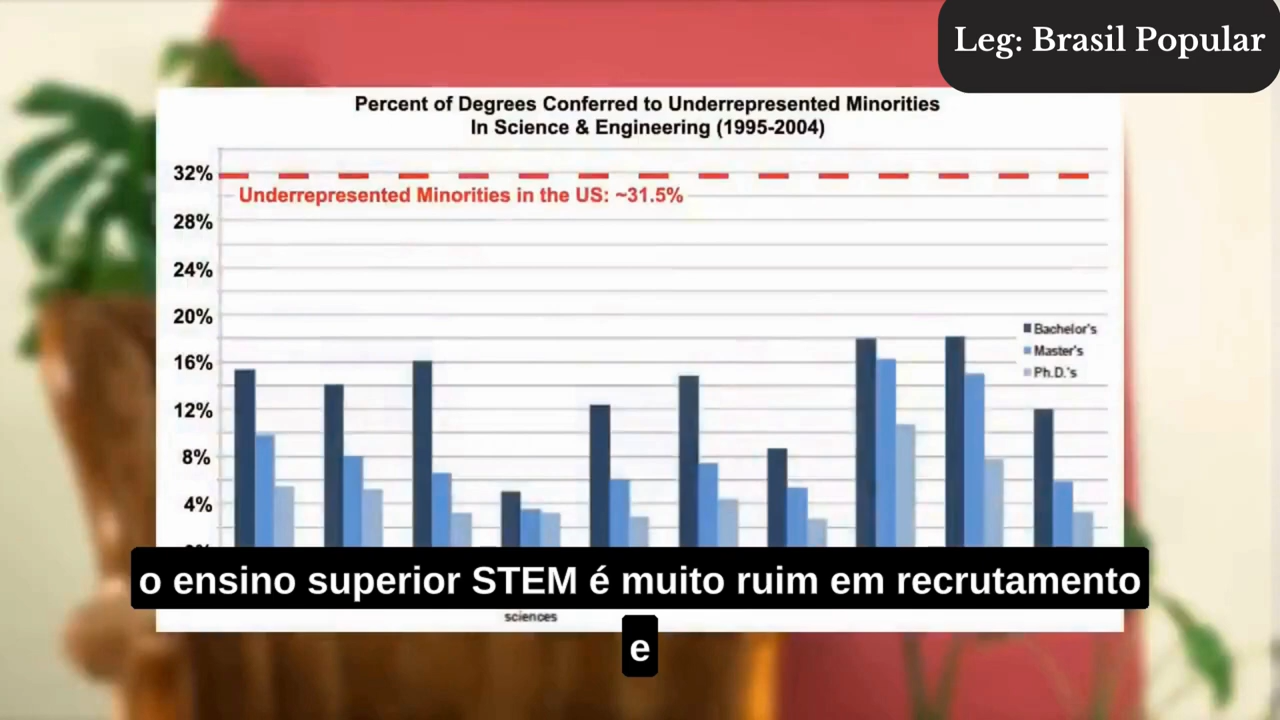 Leg: Brasil Popular
Percent of Degrees Conferred to Underrepresented Minorities
In Science & Engineering (1995-2004)
32%
Underrepresented Minorities in the US: ~31.5%
28%
24%
20%
Bachelor's
Master's
Ph.D.'s
16%
12%
8%
4%
o ensino superior STEM é muito ruim em recrutamento
e
sciences